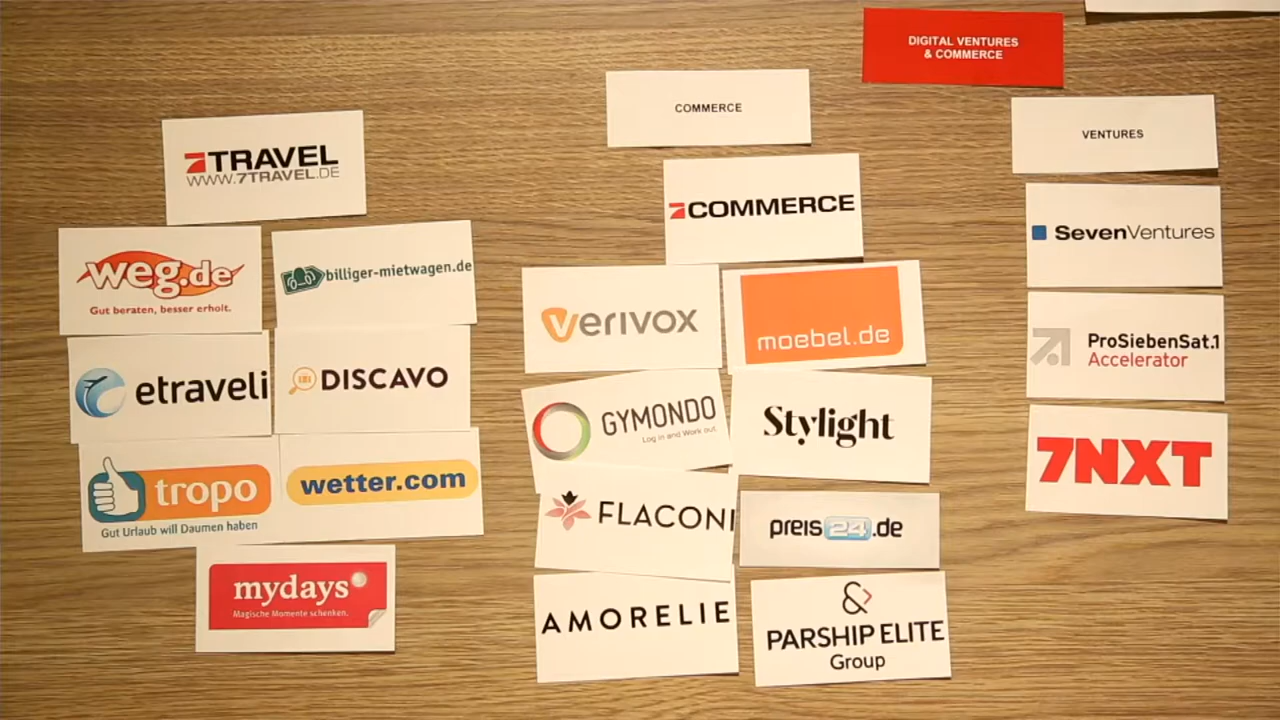 DIGITAL VENTURES
& COMMERCE
COMMERCE
VENTURES
7TRAVEL
WWW.7TRAVEL.DE
weg.de
Gut beraten, besser erholt.
billiger-mietwagen.de
etraveli
DISCAVO
tropo
Gut Urlaub will Daumen haben
wetter.com
mydays
Magische Momente schenken.
7COMMERCE
verivox
moebel.de
GYMONDO
Log in and Work out.
Stylight
FLACONI
preis24.de
AMORELIE
&
PARSHIP ELITE
Group
SevenVentures
ProSiebenSat.1
Accelerator
7NXT